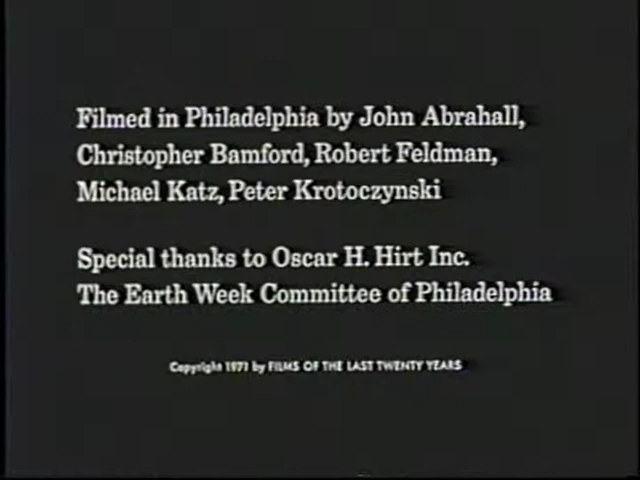 Filmed in Philadelphia by John Abrahall,
Christopher Bamford, Robert Feldman,
Michael Katz, Peter Krotoczynski
Special thanks to Oscar H. Hirt Inc.
The Earth Week Committee of Philadelphia
Copyright 1971 by FILMS OF THE LAST TWENTY YEARS